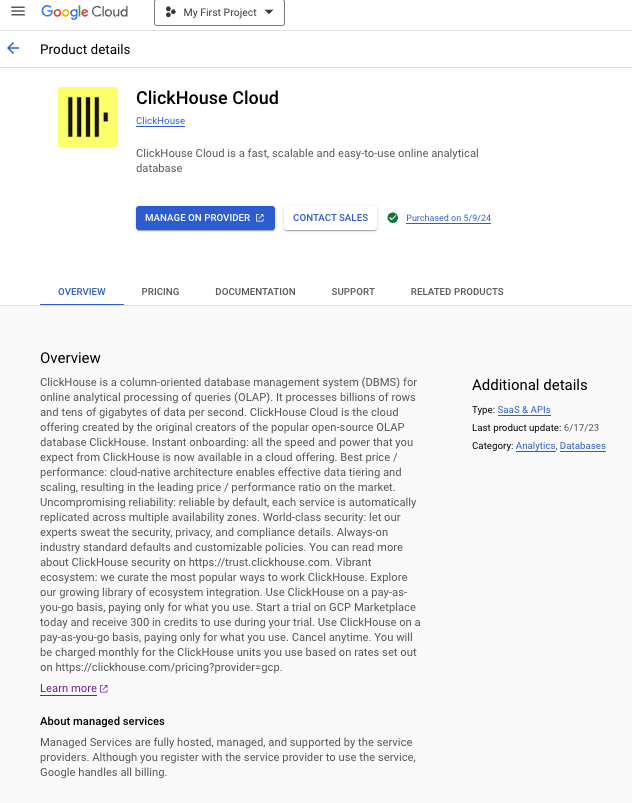 Google Cloud
My First Project
Product details
ClickHouse Cloud
ClickHouse
ClickHouse Cloud is a fast, scalable and easy-to-use online analytical
database
MANAGE ON PROVIDER
CONTACT SALES
Purchased on 5/9/24
OVERVIEW
PRICING
DOCUMENTATION
SUPPORT
RELATED PRODUCTS
Overview
ClickHouse is a column-oriented database management system (DBMS) for
online analytical processing of queries (OLAP). It processes billions of rows
and tens of gigabytes of data per second. ClickHouse Cloud is the cloud
offering created by the original creators of the popular open-source OLAP
database ClickHouse. Instant onboarding: all the speed and power that you
expect from ClickHouse is now available in a cloud offering. Best price /
performance: cloud-native architecture enables effective data tiering and
scaling, resulting in the leading price / performance ratio on the market.
Uncompromising reliability: reliable by default, each service is automatically
replicated across multiple availability zones. World-class security: let our
experts sweat the security, privacy, and compliance details. Always-on
industry standard defaults and customizable policies. You can read more
about ClickHouse security on https://trust.clickhouse.com. Vibrant
ecosystem: we curate the most popular ways to work ClickHouse. Explore
our growing library of ecosystem integration. Use ClickHouse on a pay-as-
you-go basis, paying only for what you use. Start a trial on GCP Marketplace
today and receive 300 in credits to use during your trial. Use ClickHouse on a
pay-as-you-go basis, paying only for what you use. Cancel anytime. You will
be charged monthly for the ClickHouse units you use based on rates set out
on https://clickhouse.com/pricing?provider=gcp.
Learn more
About managed services
Managed Services are fully hosted, managed, and supported by the service
providers. Although you register with the service provider to use the service,
Google handles all billing.
Additional details
Type: SaaS & APIs
Last product update: 6/17/23
Category: Analytics, Databases